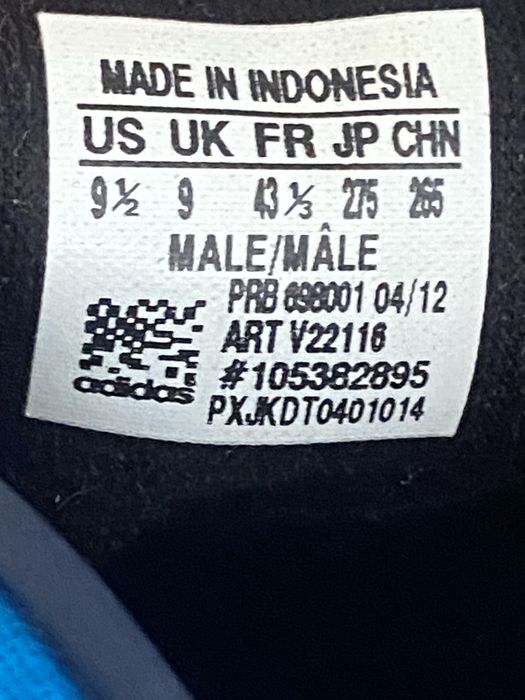 MADE IN INDONESIA
US UK FR JP CHN
9½ 9 43⅓ 275 265
MALE/MÂLE
PRB 698001 04/12
ART V22116
#105382895
adidas
PXJKDT0401014